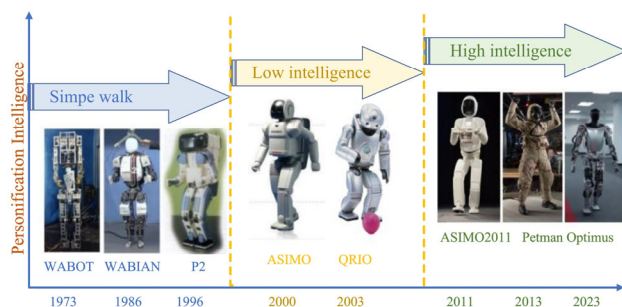 Personification Intelligence
Simpe walk
Low intelligence
High intelligence
WABOT WABIAN P2
ASIMO QRIO
ASIMO2011 Petman Optimus
1973 1986 1996 2000 2003 2011 2013 2023